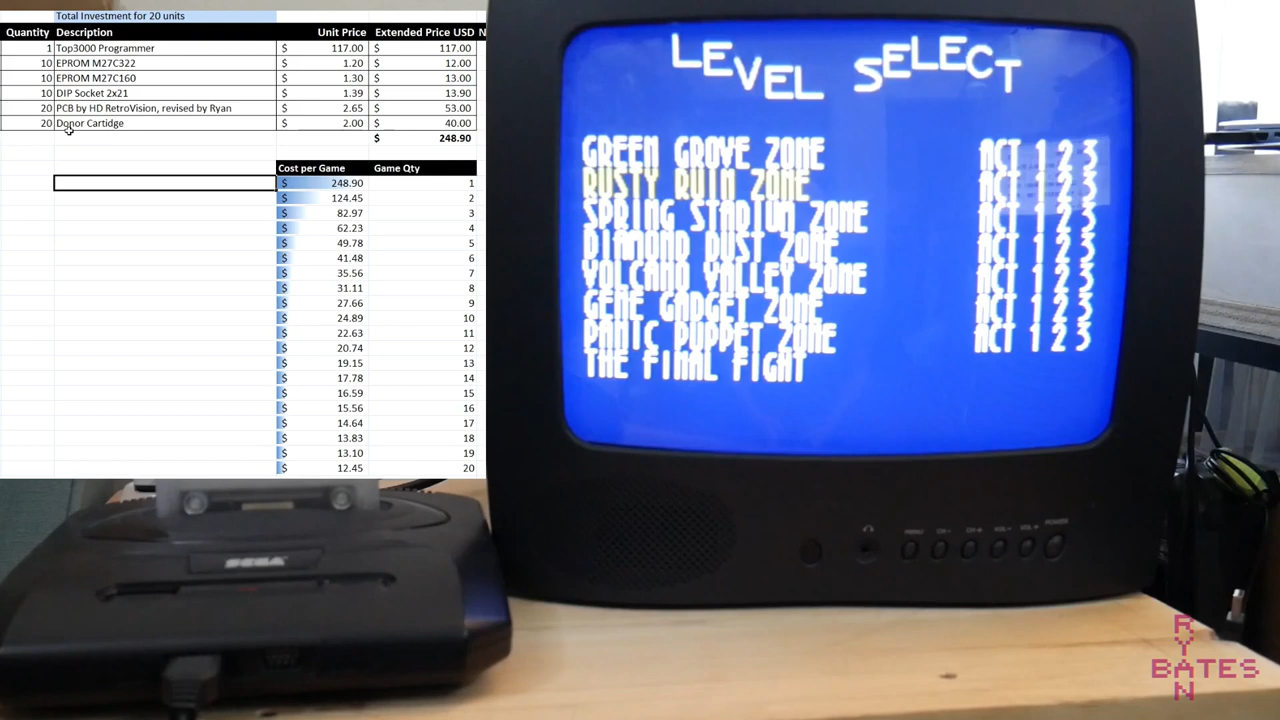 Total Investment for 20 units
Quantity Description Unit Price Extended Price USD N
1 Top3000 Programmer $ 117.00 $ 117.00
10 EPROM M27C322 $ 1.20 $ 12.00
10 EPROM M27C160 $ 1.30 $ 13.00
10 DIP Socket 2x21 $ 1.39 $ 13.90
20 PCB by HD RetroVision, revised by Ryan $ 2.65 $ 53.00
20 Donor Cartidge $ 2.00 $ 40.00
$ 248.90
Cost per Game Game Qty
$ 248.90 1
$ 124.45 2
$ 82.97 3
$ 62.23 4
$ 49.78 5
$ 41.48 6
$ 35.56 7
$ 31.11 8
$ 27.66 9
$ 24.89 10
$ 22.63 11
$ 20.74 12
$ 19.15 13
$ 17.78 14
$ 16.59 15
$ 15.56 16
$ 14.64 17
$ 13.83 18
$ 13.10 19
$ 12.45 20
LEVEL SELECT
GREEN GROVE ZONE ACT 1 2 3
RUSTY RUIN ZONE ACT 1 2 3
SPRING STADIUM ZONE ACT 1 2 3
DIAMOND DUST ZONE ACT 1 2 3
VOLCANO VALLEY ZONE ACT 1 2 3
GENE GADGET ZONE ACT 1 2 3
PANIC PUPPET ZONE ACT 1 2 3
THE FINAL FIGHT
MENU CH- CH+ VOL- VOL+ POWER
SEGA
RYAN
BATES